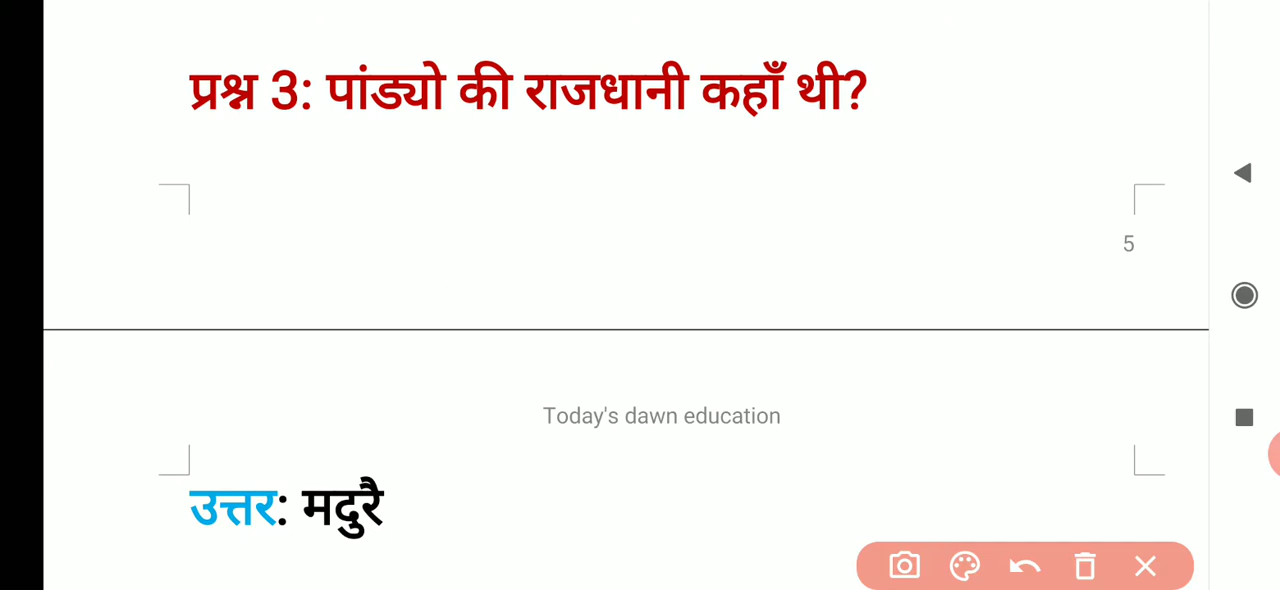 प्रश्न 3: पांड्यो की राजधानी कहाँ थी?
5
Today's dawn education
उत्तर: मदुरै